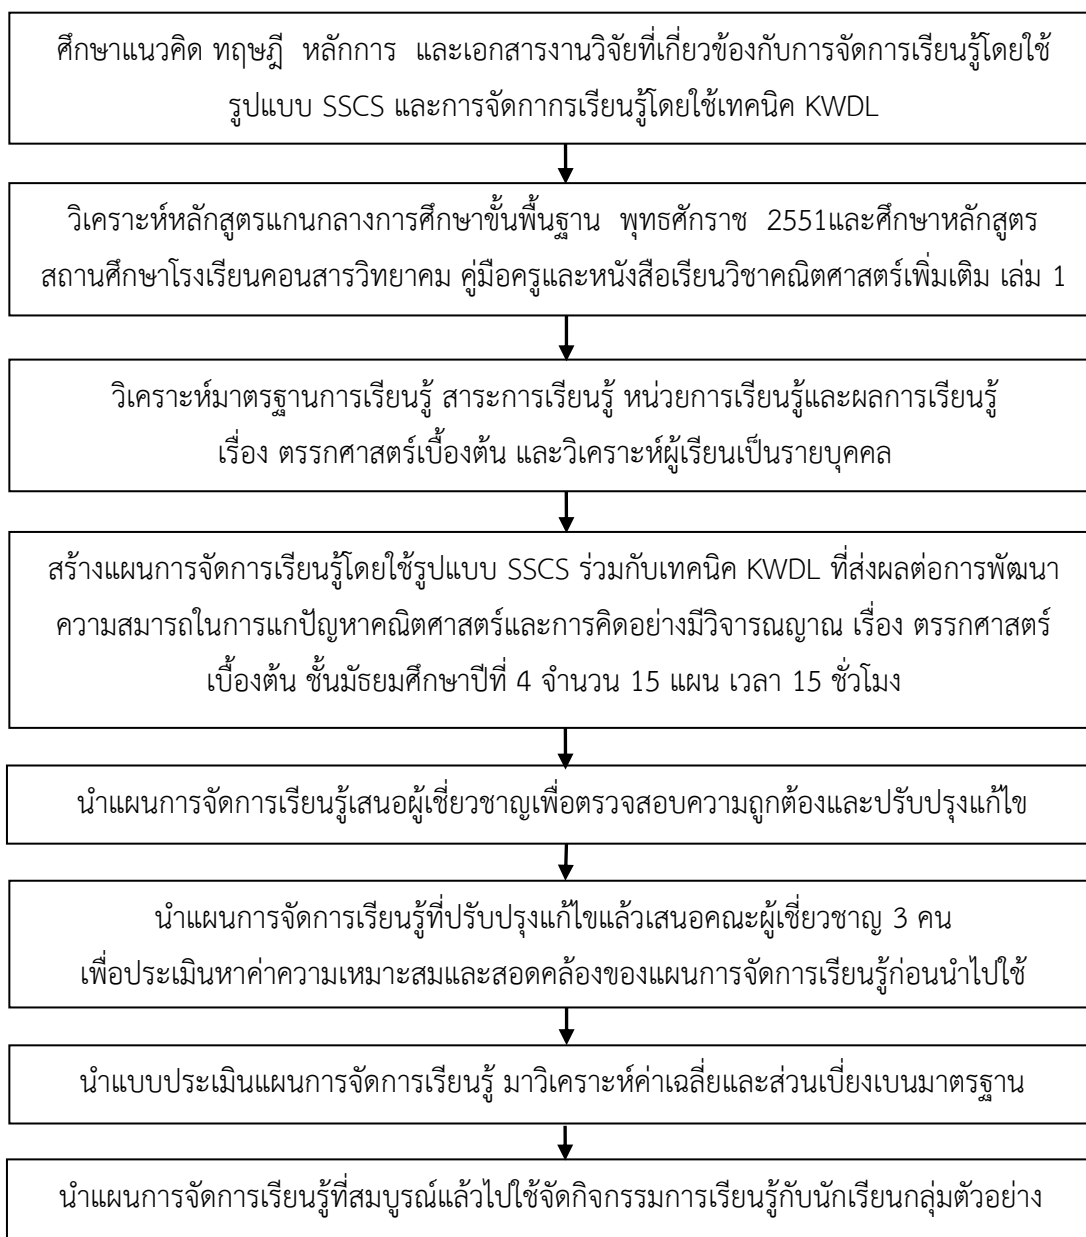 ศึกษาแนวคิด ทฤษฎี  หลักการ  และเอกสารงานวิจัยที่เกี่ยวข้องกับการจัดการเรียนรู้โดยใช้
รูปแบบ SSCS และการจัดกากรเรียนรู้โดยใช้เทคนิค KWDL
วิเคราะห์หลักสูตรแกนกลางการศึกษาขั้นพื้นฐาน  พุทธศักราช  2551และศึกษาหลักสูตร
สถานศึกษาโรงเรียนคอนสารวิทยาคม คู่มือครูและหนังสือเรียนวิชาคณิตศาสตร์เพิ่มเติม เล่ม 1
วิเคราะห์มาตรฐานการเรียนรู้ สาระการเรียนรู้ หน่วยการเรียนรู้และผลการเรียนรู้
เรื่อง ตรรกศาสตร์เบื้องต้น และวิเคราะห์ผู้เรียนเป็นรายบุคคล
สร้างแผนการจัดการเรียนรู้โดยใช้รูปแบบ SSCS ร่วมกับเทคนิค KWDL ที่ส่งผลต่อการพัฒนา
ความสมารถในการแกปัญหาคณิตศาสตร์และการคิดอย่างมีวิจารณญาณ เรื่อง ตรรกศาสตร์
เบื้องต้น ชั้นมัธยมศึกษาปีที่ 4 จำนวน 15 แผน เวลา 15 ชั่วโมง
นำแผนการจัดการเรียนรู้เสนอผู้เชี่ยวชาญเพื่อตรวจสอบความถูกต้องและปรับปรุงแก้ไข
นำแผนการจัดการเรียนรู้ที่ปรับปรุงแก้ไขแล้วเสนอคณะผู้เชี่ยวชาญ 3 คน
เพื่อประเมินหาค่าความเหมาะสมและสอดคล้องของแผนการจัดการเรียนรู้ก่อนนำไปใช้
นำแบบประเมินแผนการจัดการเรียนรู้ มาวิเคราะห์ค่าเฉลี่ยและส่วนเบี่ยงเบนมาตรฐาน
นำแผนการจัดการเรียนรู้ที่สมบูรณ์แล้วไปใช้จัดกิจกรรมการเรียนรู้กับนักเรียนกลุ่มตัวอย่าง